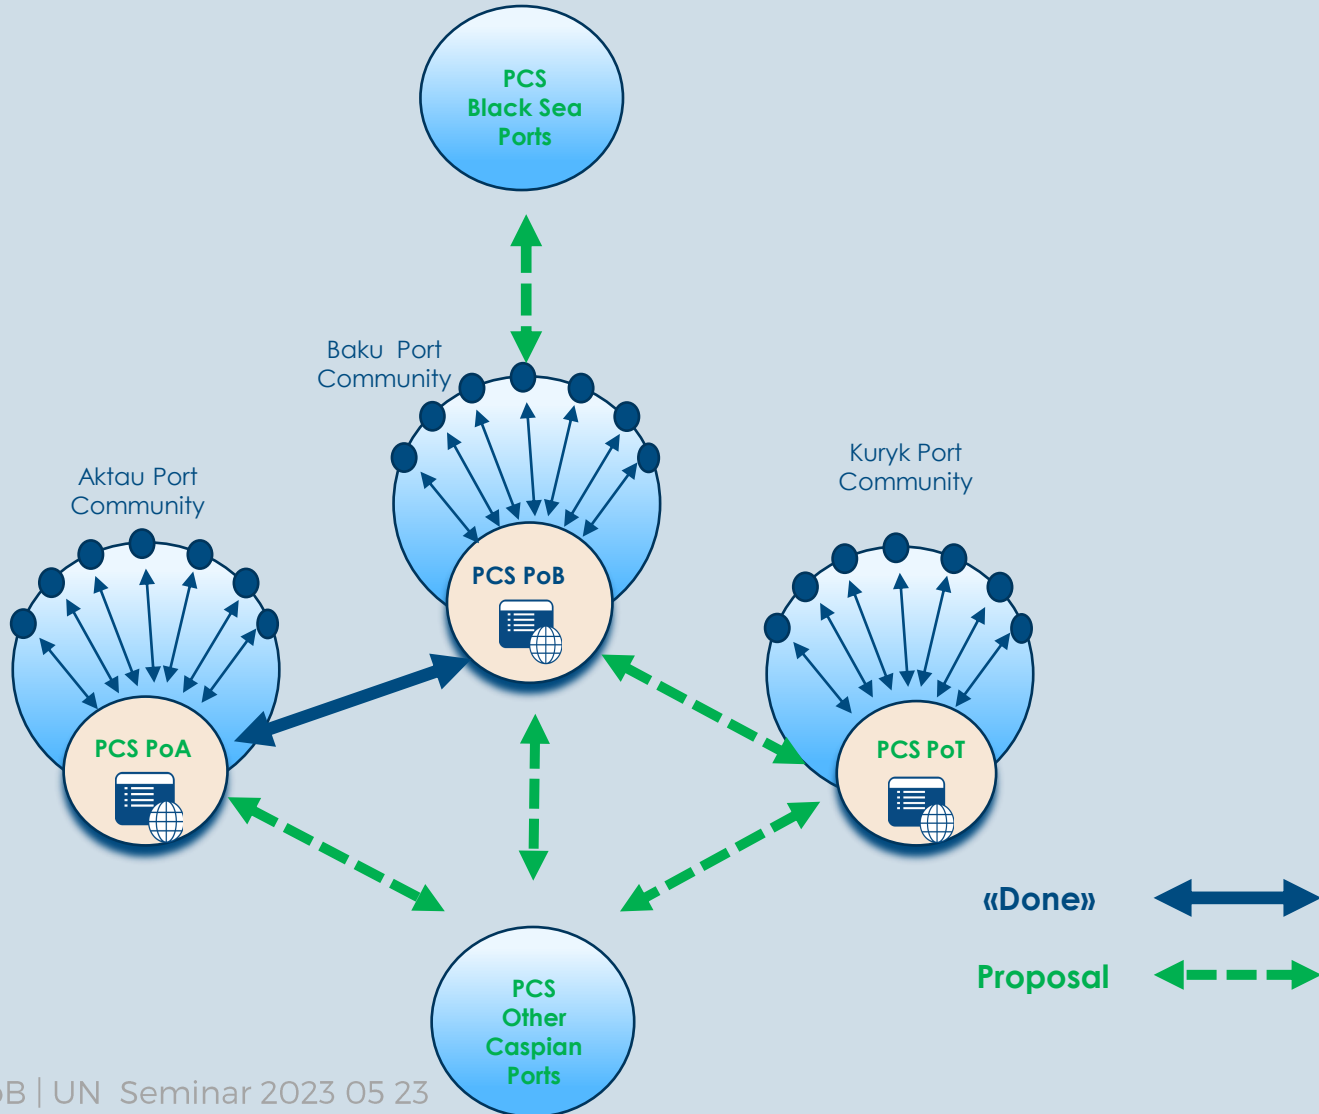 PCS
Black Sea
Ports
Baku Port
Community
Aktau Port
Community
Kuryk Port
Community
PCS PoB
PCS PoA
PCS PoT
«Done»
Proposal
PCS
Other
Caspian
Ports
| UN Seminar 2023 05 23